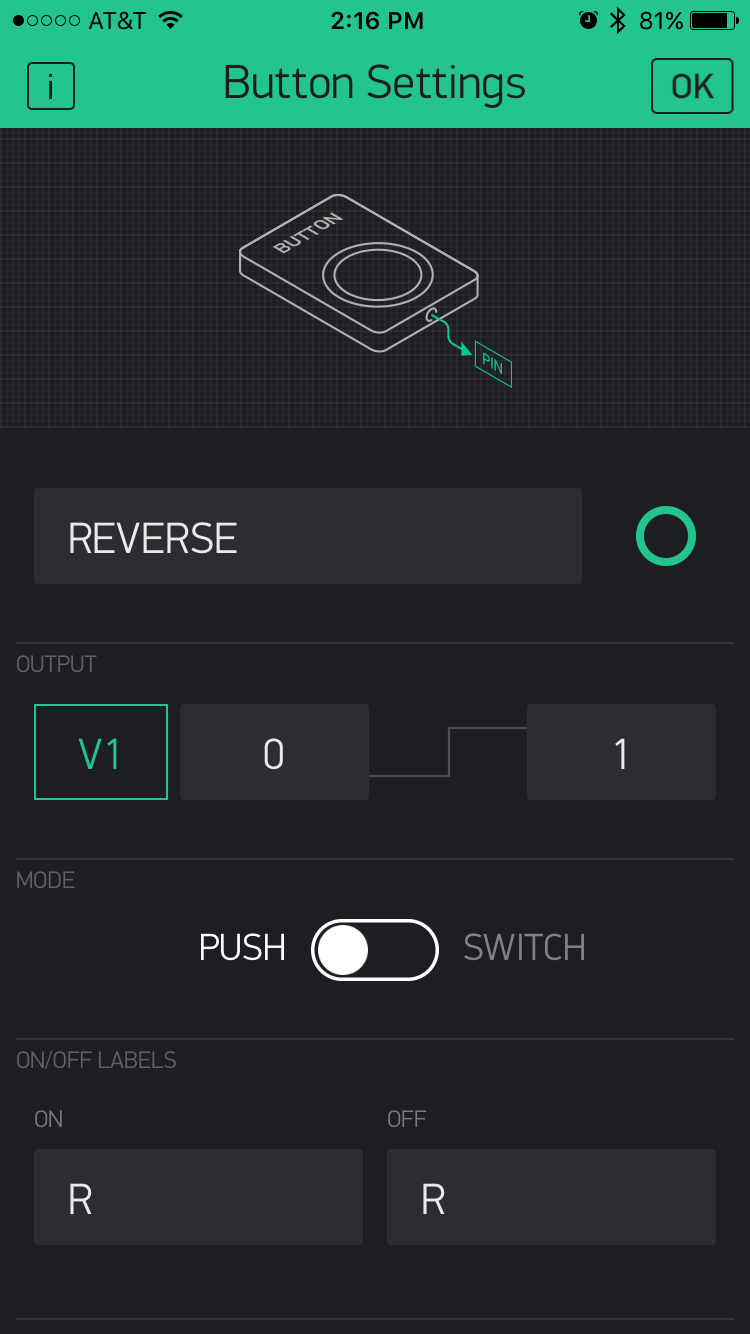 AT&T 2:16 PM 81%
i Button Settings OK
BUTTON
PIN
REVERSE
OUTPUT
V1 0 1
MODE
PUSH SWITCH
ON/OFF LABELS
ON OFF
R R